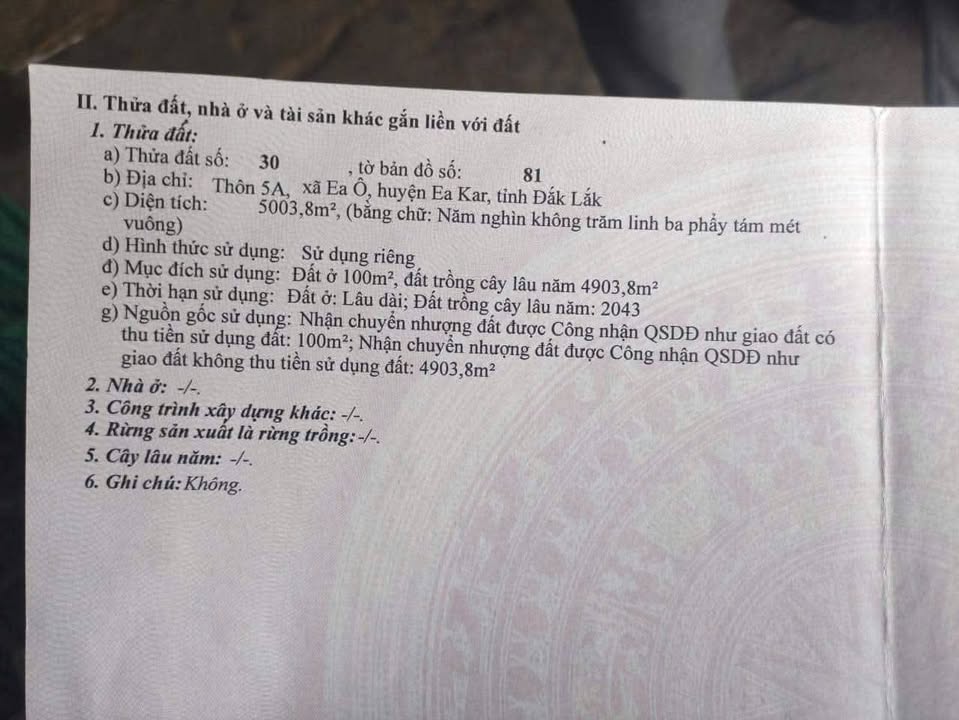 II. Thửa đất, nhà ở và tài sản khác gắn liền với đất
1. Thửa đất:
a) Thửa đất số: 30 , tờ bản đồ số: 81
b) Địa chỉ: Thôn 5A, xã Ea Ô, huyện Ea Kar, tỉnh Đắk Lắk
c) Diện tích: 5003,8m², (bằng chữ: Năm nghìn không trăm linh ba phẩy tám mét
vuông)
d) Hình thức sử dụng: Sử dụng riêng
đ) Mục đích sử dụng: Đất ở 100m², đất trồng cây lâu năm 4903,8m²
e) Thời hạn sử dụng: Đất ở: Lâu dài; Đất trồng cây lâu năm: 2043
g) Nguồn gốc sử dụng: Nhận chuyển nhượng đất được Công nhận QSDĐ như giao đất có
thu tiền sử dụng đất: 100m²; Nhận chuyển nhượng đất được Công nhận QSDĐ như
giao đất không thu tiền sử dụng đất: 4903,8m²
2. Nhà ở: -/-.
3. Công trình xây dựng khác: -/-.
4. Rừng sản xuất là rừng trồng: -/-.
5. Cây lâu năm: -/-.
6. Ghi chú: Không.